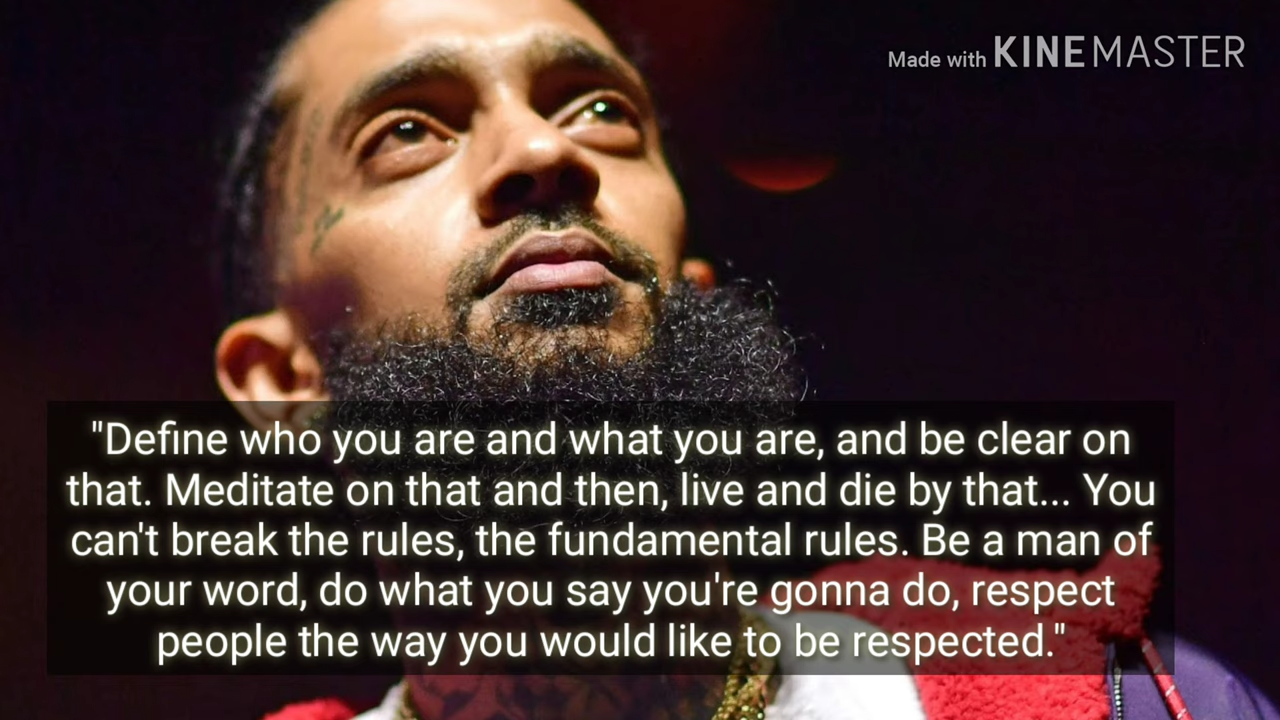 Made with KINEMASTER
"Define who you are and what you are, and be clear on
that. Meditate on that and then, live and die by that... You
can't break the rules, the fundamental rules. Be a man of
your word, do what you say you're gonna do, respect
people the way you would like to be respected."